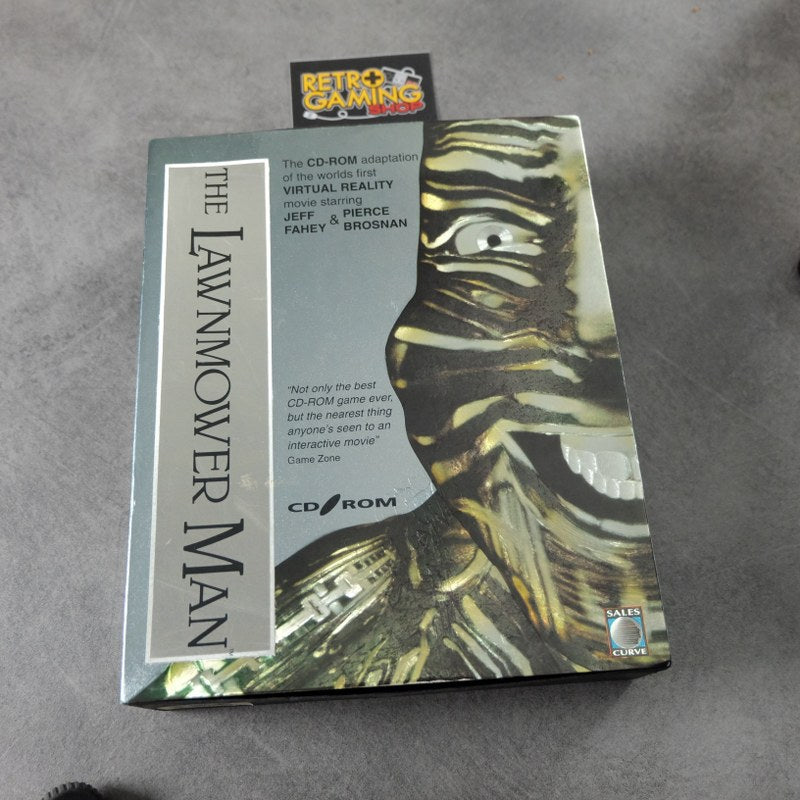 RETRO
GAMING
SHOP
THE LAWNMOWER MAN™
The CD-ROM adaptation
of the worlds first
VIRTUAL REALITY
movie starring
JEFF & PIERCE
FAHEY BROSNAN
"Not only the best
CD-ROM game ever,
but the nearest thing
anyone's seen to an
interactive movie"
Game Zone
CD ROM
SALES
CURVE